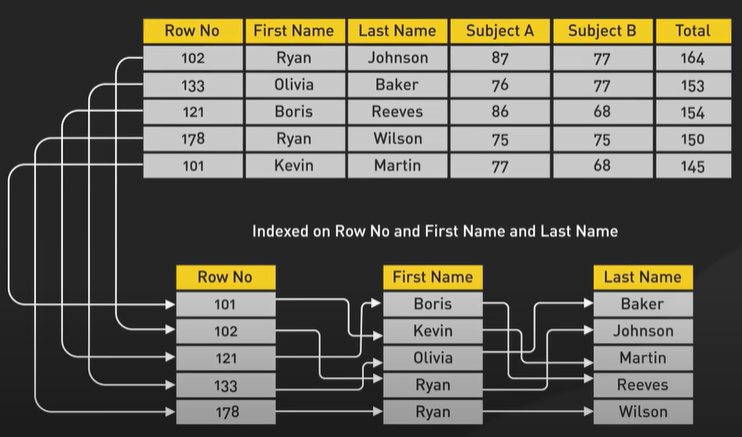 Row No First Name Last Name Subject A Subject B Total
102 Ryan Johnson 87 77 164
133 Olivia Baker 76 77 153
121 Boris Reeves 86 68 154
178 Ryan Wilson 75 75 150
101 Kevin Martin 77 68 145
Indexed on Row No and First Name and Last Name
Row No First Name Last Name
101 Boris Baker
102 Kevin Johnson
121 Olivia Martin
133 Ryan Reeves
178 Ryan Wilson